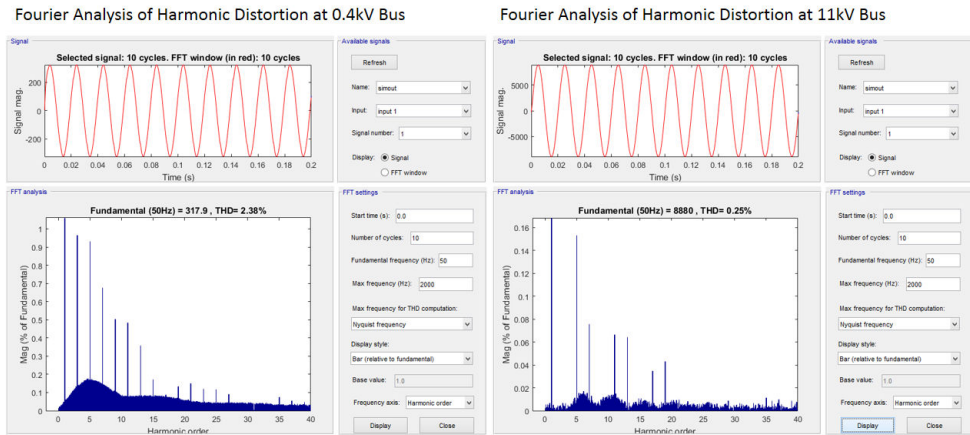 Fourier Analysis of Harmonic Distortion at 0.4kV Bus
Signal
Selected signal: 10 cycles. FFT window (in red): 10 cycles
Signal mag.
200
0
-200
0 0.02 0.04 0.06 0.08 0.1 0.12 0.14 0.16 0.18 0.2
Time (s)
Available signals
Refresh
Name: simout
Input: input 1
Signal number: 1
Display: Signal
FFT window
FFT analysis
Fundamental (50Hz) = 317.9 , THD= 2.38%
Mag (% of Fundamental)
1
0.9
0.8
0.7
0.6
0.5
0.4
0.3
0.2
0.1
0
0 5 10 15 20 25 30 35 40
Harmonic order
FFT settings
Start time (s): 0.0
Number of cycles: 10
Fundamental frequency (Hz): 50
Max frequency (Hz): 2000
Max frequency for THD computation:
Nyquist frequency
Display style:
Bar (relative to fundamental)
Base value: 1.0
Frequency axis: Harmonic order
Display Close
Fourier Analysis of Harmonic Distortion at 11kV Bus
Signal
Selected signal: 10 cycles. FFT window (in red): 10 cycles
Signal mag.
5000
0
-5000
0 0.02 0.04 0.06 0.08 0.1 0.12 0.14 0.16 0.18 0.2
Time (s)
Available signals
Refresh
Name: simout
Input: input 1
Signal number: 1
Display: Signal
FFT window
FFT analysis
Fundamental (50Hz) = 8880 , THD= 0.25%
Mag (% of Fundamental)
0.16
0.14
0.12
0.1
0.08
0.06
0.04
0.02
0
0 5 10 15 20 25 30 35 40
Harmonic order
FFT settings
Start time (s): 0.0
Number of cycles: 10
Fundamental frequency (Hz): 50
Max frequency (Hz): 2000
Max frequency for THD computation:
Nyquist frequency
Display style:
Bar (relative to fundamental)
Base value: 1.0
Frequency axis: Harmonic order
Display Close